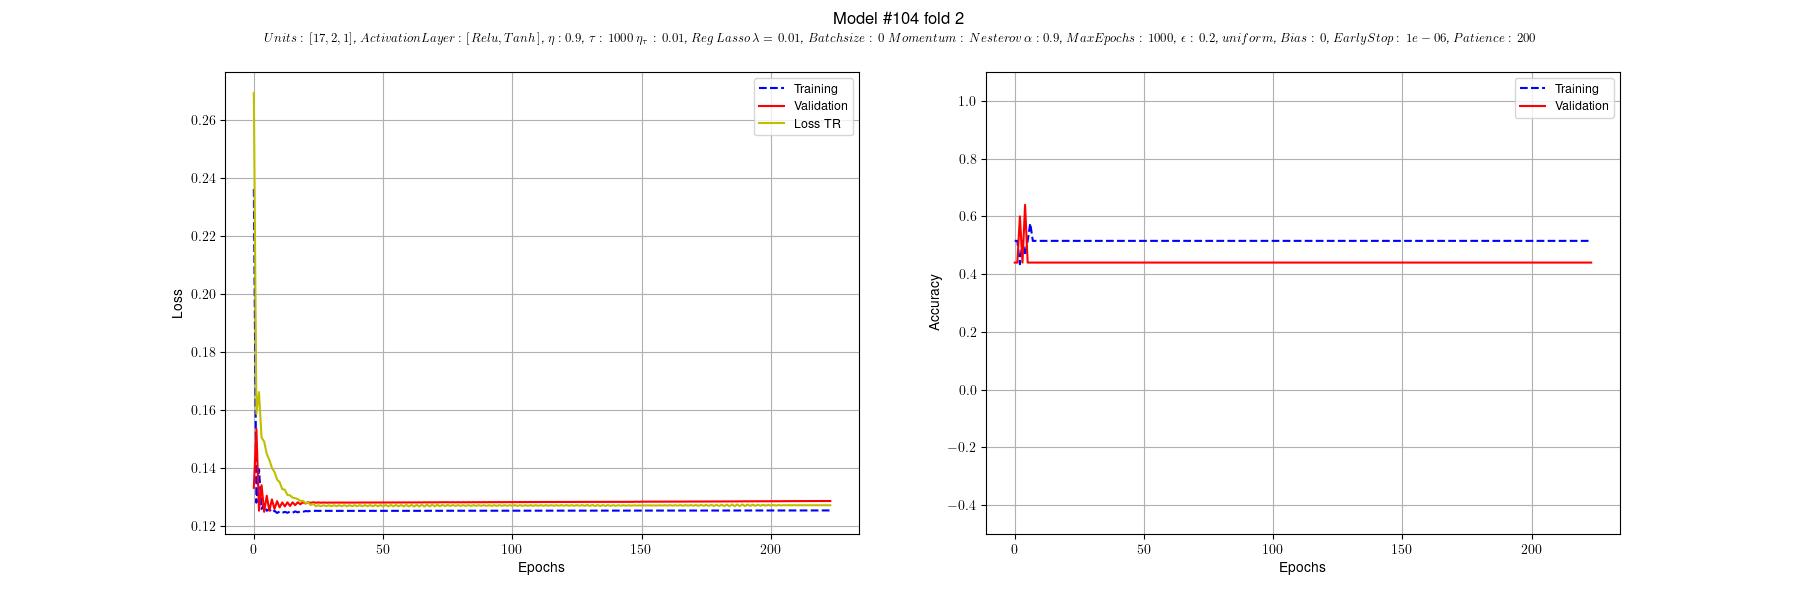 Model #104 fold 2
Units : [17, 2, 1], ActivationLayer : [Relu, Tanh], η : 0.9, τ : 1000 η_τ : 0.01, Reg Lasso λ = 0.01, Batchsize : 0 Momentum : Nesterov α : 0.9, MaxEpochs : 1000, ϵ : 0.2, uniform, Bias : 0, EarlyStop : 1e − 06, Patience : 200
Training
Validation
Loss TR
0.26
0.24
0.22
0.20
0.18
0.16
0.14
0.12
Loss
0 50 100 150 200
Epochs
Training
Validation
1.0
0.8
0.6
0.4
0.2
0.0
−0.2
−0.4
Accuracy
0 50 100 150 200
Epochs